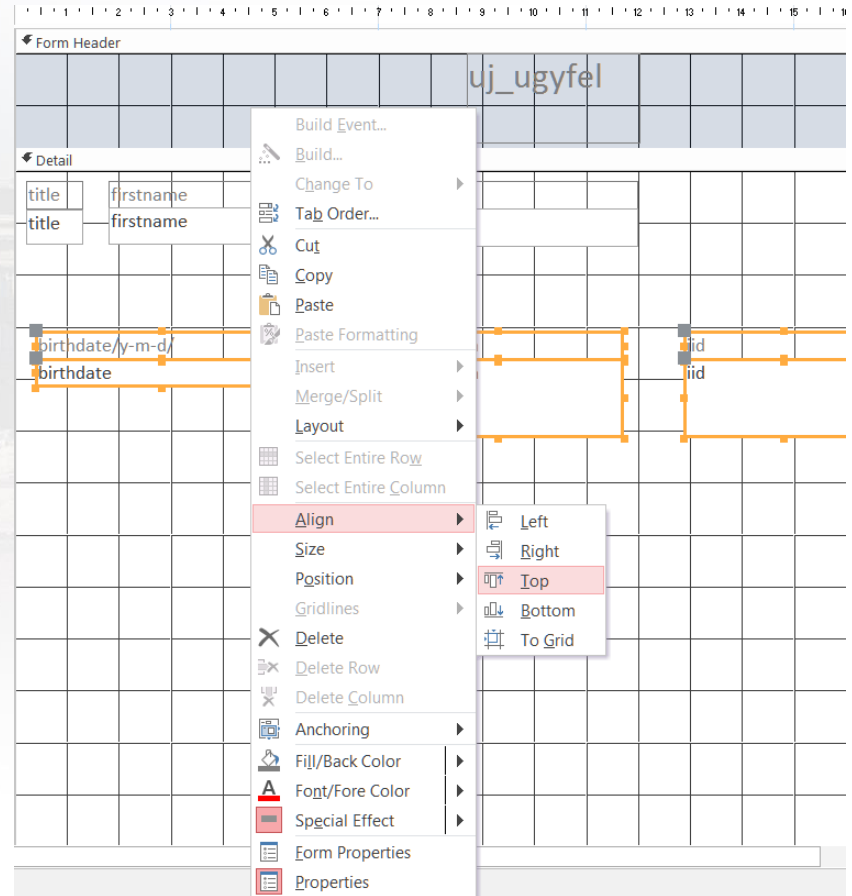 1 2 3 4 5 6 7 8 9 10 11 12 13 14 15 16
Form Header
uj_ugyfel
Detail
title firstname
title firstname
birthdate/y-m-d/ iid
birthdate iid
Build Event...
Build...
Change To
Tab Order...
Cut
Copy
Paste
Paste Formatting
Insert
Merge/Split
Layout
Select Entire Row
Select Entire Column
Align
Size
Position
Gridlines
Delete
Delete Row
Delete Column
Anchoring
Fill/Back Color
Font/Fore Color
Special Effect
Form Properties
Properties
Left
Right
Top
Bottom
To Grid